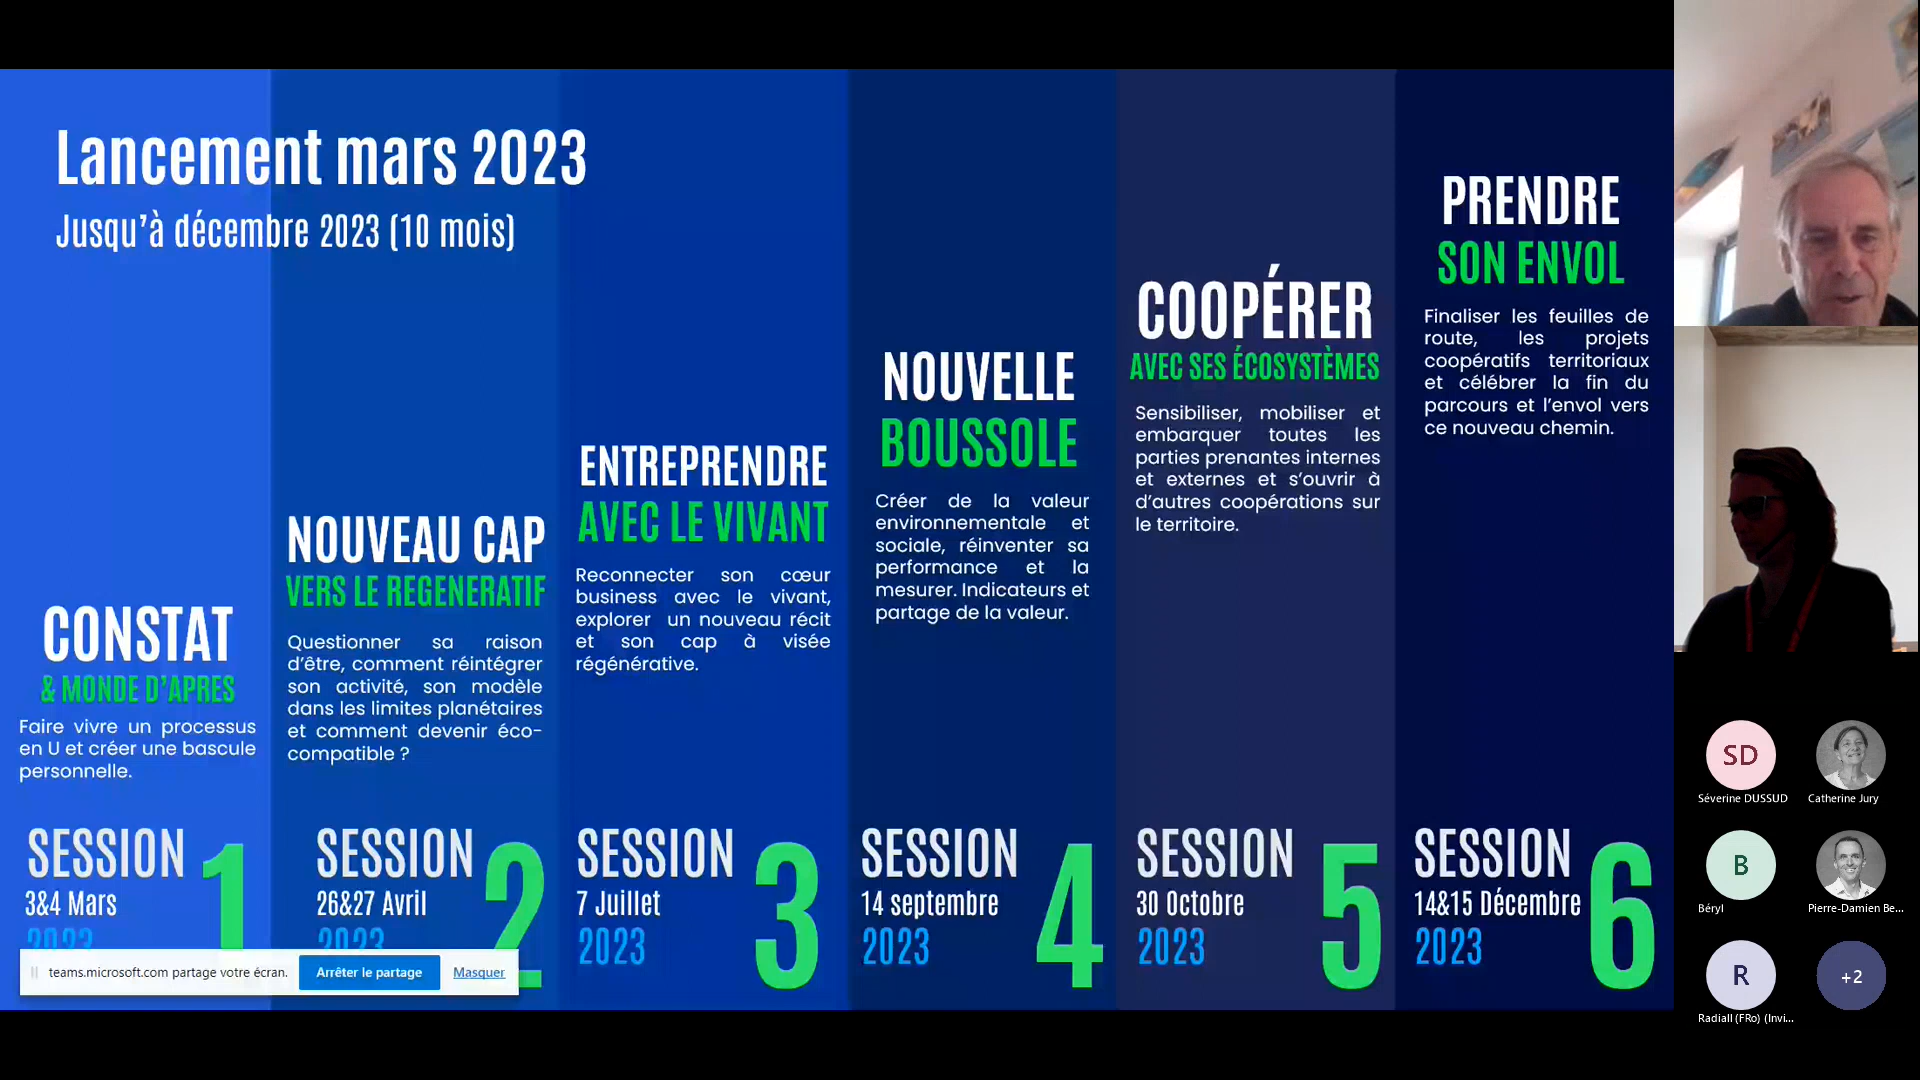 Lancement mars 2023
Jusqu'à décembre 2023 (10 mois)
CONSTAT
& MONDE D'APRES
Faire vivre un processus
en U et créer une bascule
personnelle.
SESSION 1
3&4 Mars
2023
NOUVEAU CAP
VERS LE REGENERATIF
Questionner sa raison
d'être, comment réintégrer
son activité, son modèle
dans les limites planétaires
et comment devenir éco-
compatible ?
SESSION 2
26&27 Avril
2023
ENTREPRENDRE
AVEC LE VIVANT
Reconnecter son cœur
business avec le vivant,
explorer un nouveau récit
et son cap à visée
régénérative.
SESSION 3
7 Juillet
2023
NOUVELLE
BOUSSOLE
Créer de la valeur
environnementale et
sociale, réinventer sa
performance et la
mesurer. Indicateurs et
partage de la valeur.
SESSION 4
14 septembre
2023
COOPÉRER
AVEC SES ÉCOSYSTÈMES
Sensibiliser, mobiliser et
embarquer toutes les
parties prenantes internes
et externes et s'ouvrir à
d'autres coopérations sur
le territoire.
SESSION 5
30 Octobre
2023
PRENDRE
SON ENVOL
Finaliser les feuilles de
route, les projets
coopératifs territoriaux
et célébrer la fin du
parcours et l'envol vers
ce nouveau chemin.
SESSION 6
14&15 Décembre
2023
teams.microsoft.com partage votre écran. Arrêter le partage Masquer
SD
Séverine DUSSUD
Catherine Jury
B
Béryl
Pierre-Damien Be...
R
Radiall (FRo) (Invi...
+2